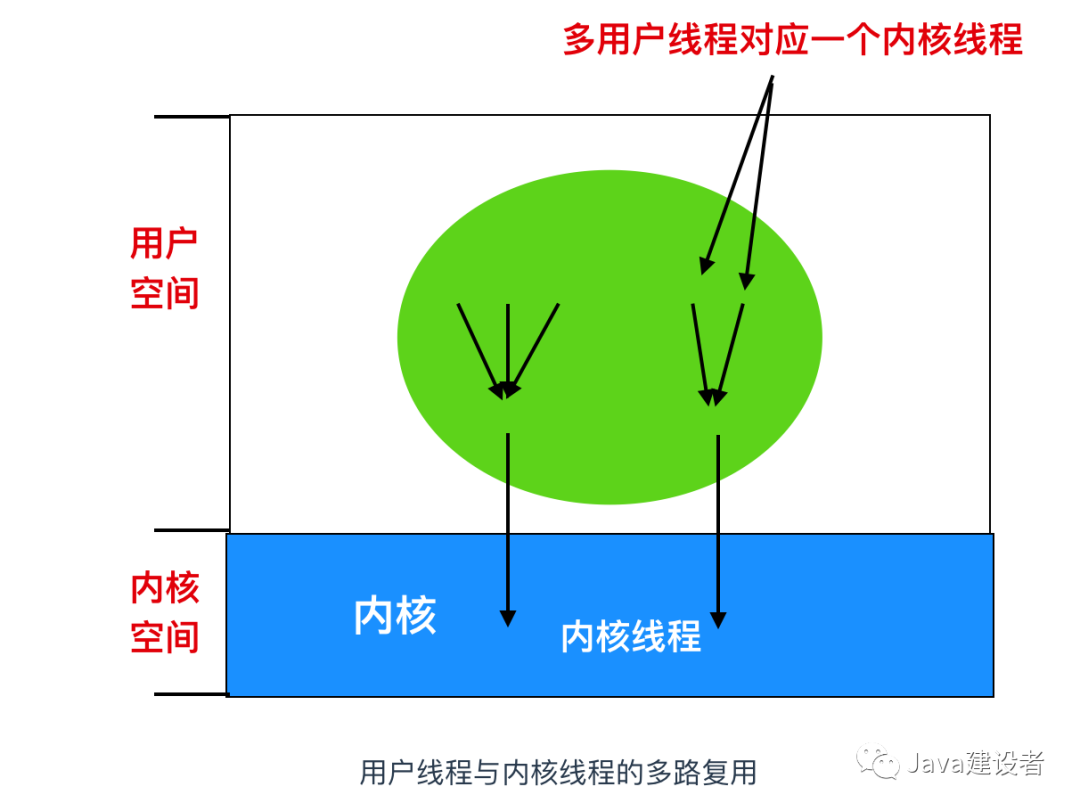 多用户线程对应一个内核线程
用户
空间
内核
空间
内核
内核线程
用户线程与内核线程的多路复用
Java建设者